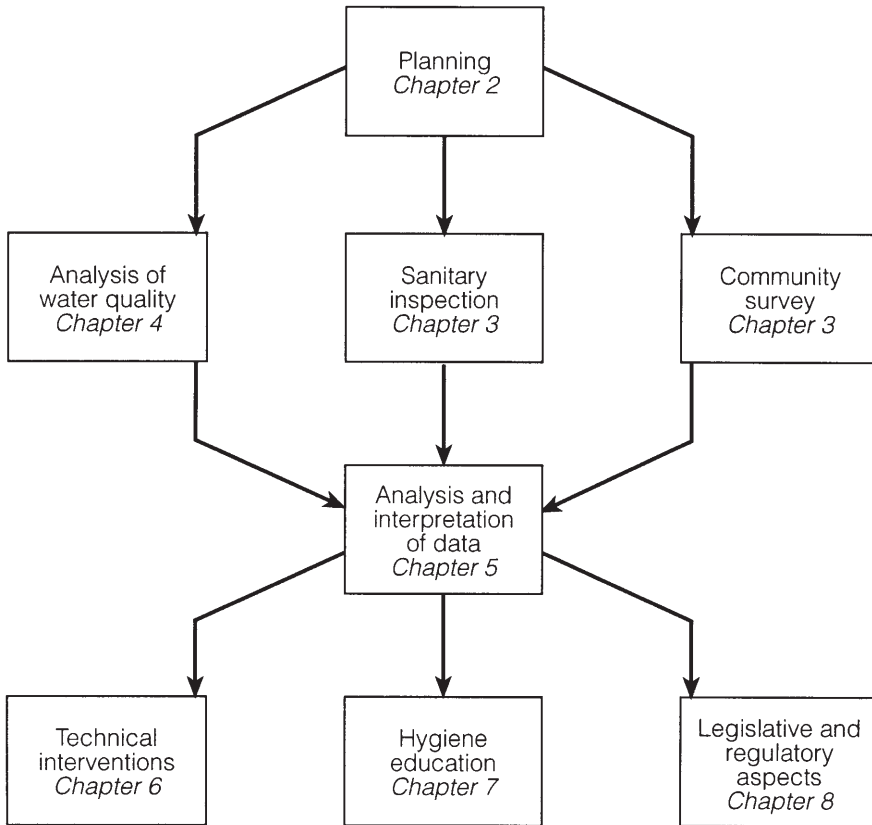 Planning
Chapter 2
Analysis of
water quality
Chapter 4
Sanitary
inspection
Chapter 3
Community
survey
Chapter 3
Analysis and
interpretation
of data
Chapter 5
Technical
interventions
Chapter 6
Hygiene
education
Chapter 7
Legislative and
regulatory
aspects
Chapter 8